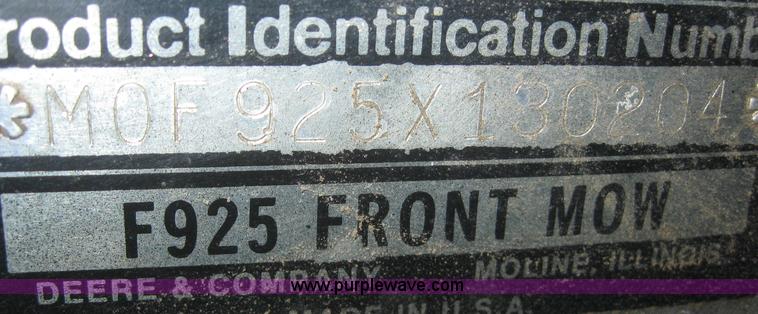 roduct Identification Numb
*M0F925X130204*
F925 FRONT MOW
DEERE & COMPANY MOLINE, ILLINOIS
www.purplewave.com
MADE IN U.S.A.